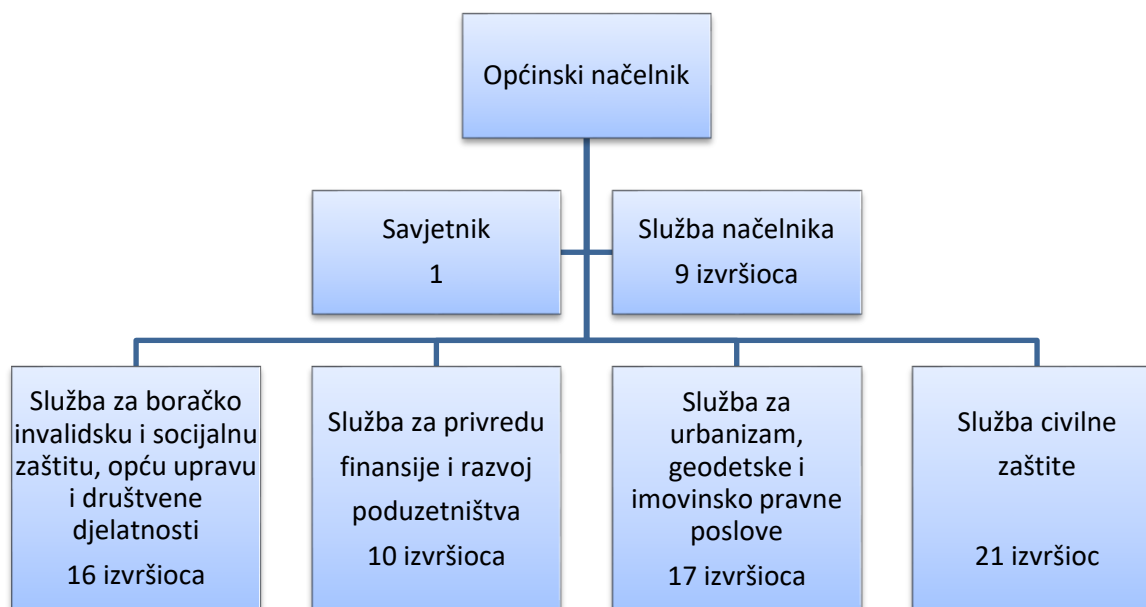 Općinski načelnik
Savjetnik
1
Služba načelnika
9 izvršioca
Služba za boračko
invalidsku i socijalnu
zaštitu, opću upravu
i društvene
djelatnosti
16 izvršioca
Služba za privredu
finansije i razvoj
poduzetništva
10 izvršioca
Služba za
urbanizam,
geodetske i
imovinsko pravne
poslove
17 izvršioca
Služba civilne
zaštite
21 izvršioc